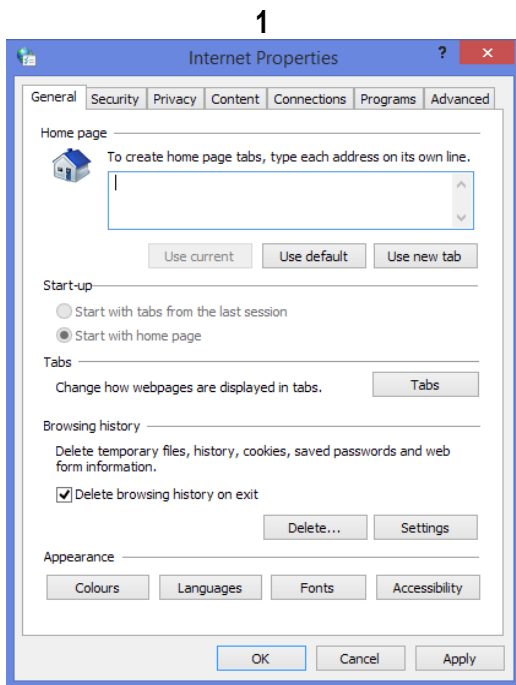 1
Internet Properties ? ×
General Security Privacy Content Connections Programs Advanced
Home page
To create home page tabs, type each address on its own line.
Use current Use default Use new tab
Start-up
Start with tabs from the last session
Start with home page
Tabs
Change how webpages are displayed in tabs. Tabs
Browsing history
Delete temporary files, history, cookies, saved passwords and web
form information.
Delete browsing history on exit
Delete... Settings
Appearance
Colours Languages Fonts Accessibility
OK Cancel Apply